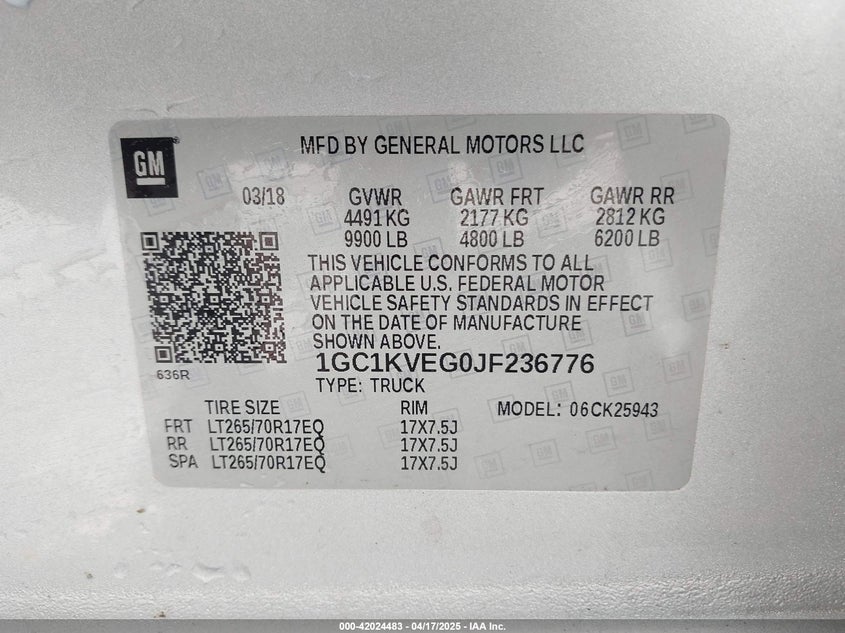 GM
MFD BY GENERAL MOTORS LLC
03/18 GVWR GAWR FRT GAWR RR
4491 KG 2177 KG 2812 KG
9900 LB 4800 LB 6200 LB
THIS VEHICLE CONFORMS TO ALL
APPLICABLE U.S. FEDERAL MOTOR
VEHICLE SAFETY STANDARDS IN EFFECT
ON THE DATE OF MANUFACTURE
SHOWN ABOVE.
636R
1GC1KVEG0JF236776
TYPE: TRUCK
TIRE SIZE RIM MODEL: 06CK25943
FRT LT265/70R17EQ 17X7.5J
RR LT265/70R17EQ 17X7.5J
SPA LT265/70R17EQ 17X7.5J
000-42024483 - 04/17/2025 - IAA Inc.